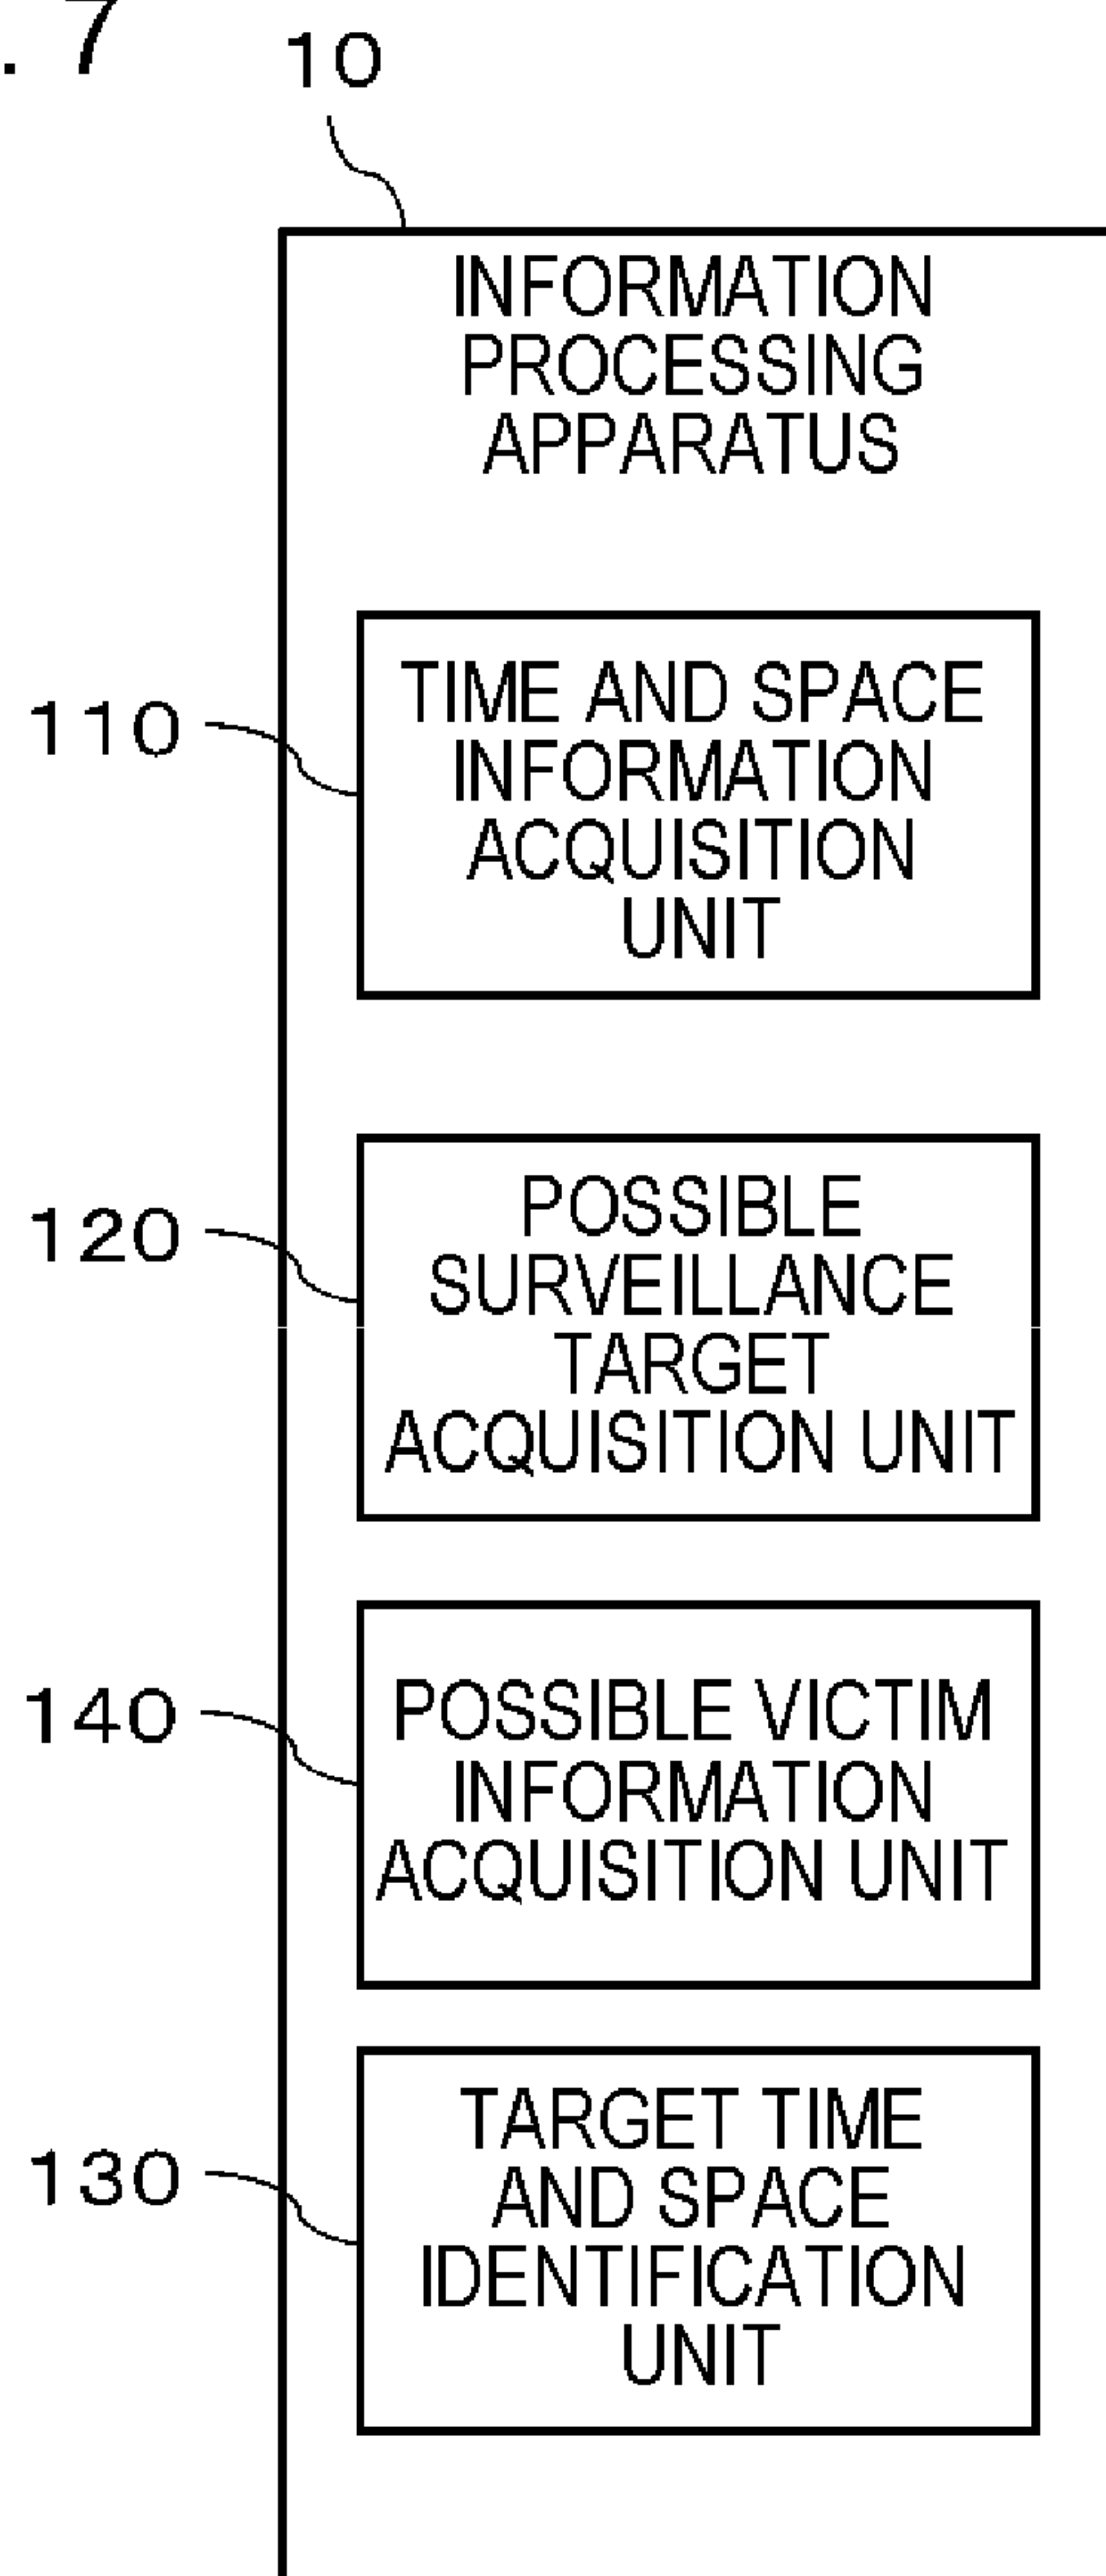 . 7
10
INFORMATION
PROCESSING
APPARATUS
110
TIME AND SPACE
INFORMATION
ACQUISITION
UNIT
120
POSSIBLE
SURVEILLANCE
TARGET
ACQUISITION UNIT
140
POSSIBLE VICTIM
INFORMATION
ACQUISITION UNIT
130
TARGET TIME
AND SPACE
IDENTIFICATION
UNIT